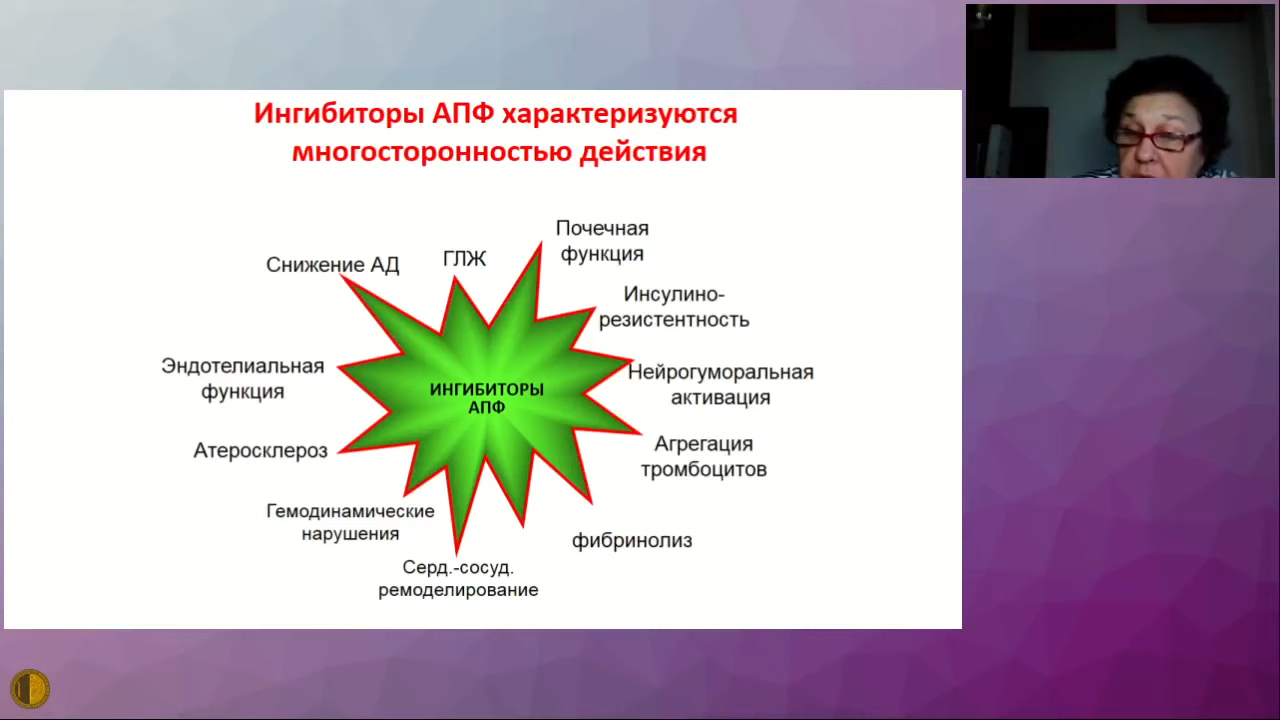 Ингибиторы АПФ характеризуются
многосторонностью действия
Почечная
функция
Снижение АД
ГЛЖ
Инсулино-
резистентность
Эндотелиальная
функция
Нейрогуморальная
активация
ИНГИБИТОРЫ
АПФ
Атеросклероз
Агрегация
тромбоцитов
Гемодинамические
нарушения
фибринолиз
Серд.-сосуд.
ремоделирование